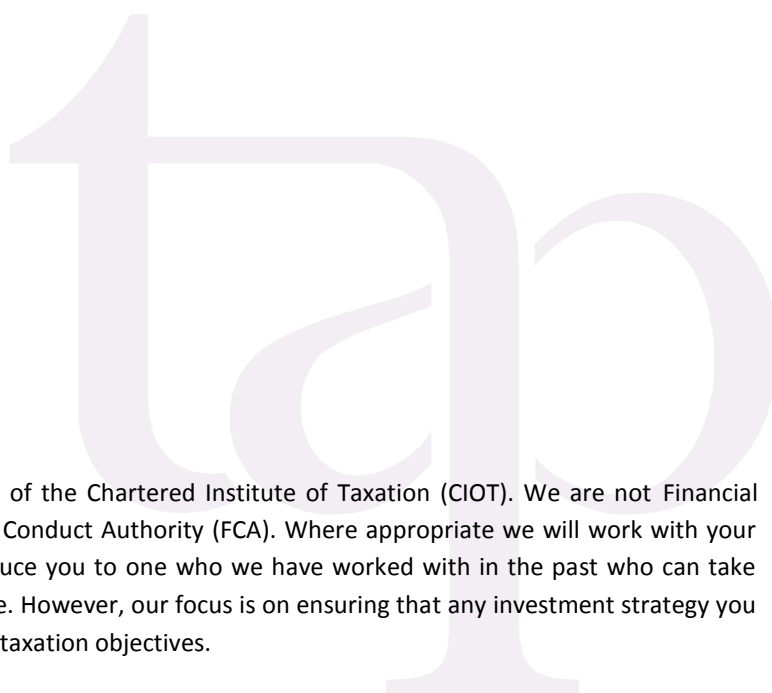 tap
of the Chartered Institute of Taxation (CIOT). We are not Financial
Conduct Authority (FCA). Where appropriate we will work with your
uce you to one who we have worked with in the past who can take
e. However, our focus is on ensuring that any investment strategy you
taxation objectives.